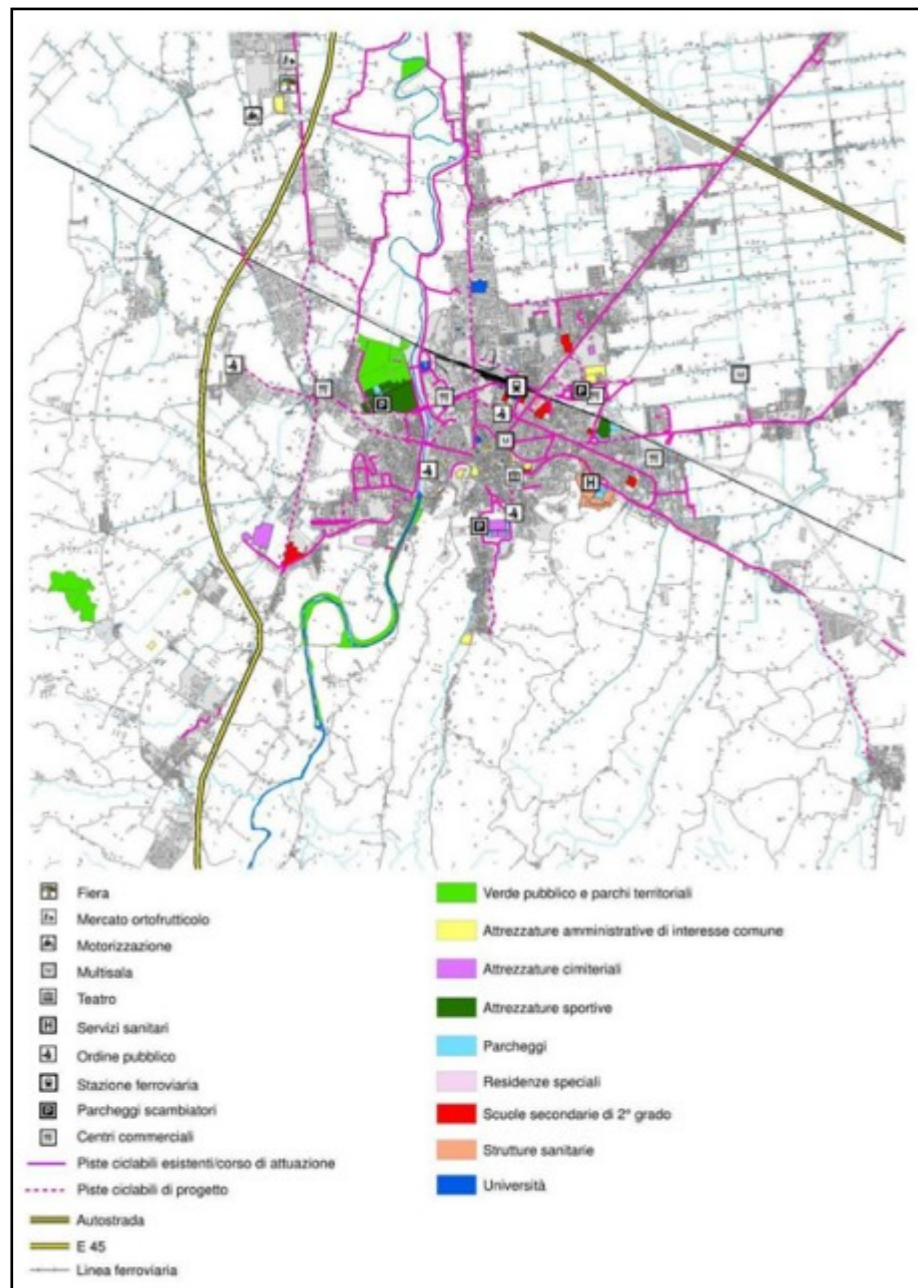 Fiera
Mercato ortofrutticolo
Motorizzazione
Multisala
Teatro
H Servizi sanitari
Ordine pubblico
Stazione ferroviaria
P Parcheggi scambiatori
Centri commerciali
Piste ciclabili esistenti/corso di attuazione
Piste ciclabili di progetto
Autostrada
E 45
Linea ferroviaria
Verde pubblico e parchi territoriali
Attrezzature amministrative di interesse comune
Attrezzature cimiteriali
Attrezzature sportive
Parcheggi
Residenze speciali
Scuole secondarie di 2° grado
Strutture sanitarie
Università
P
P
H
P